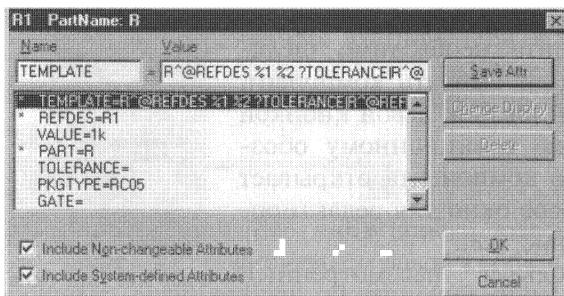 R1 PartName: R
Name Value
TEMPLATE = R^@REFDES %1 %2 ?TOLERANCE|R^@
Save Attr
* TEMPLATE=R^@REFDES %1 %2 ?TOLERANCE|R^@REF
Change Display
* REFDES=R1
VALUE=1k
Delete
* PART=R
TOLERANCE=
PKGTYPE=RC05
GATE=
Include Non-changeable Attributes
OK
Include System-defined Attributes
Cancel